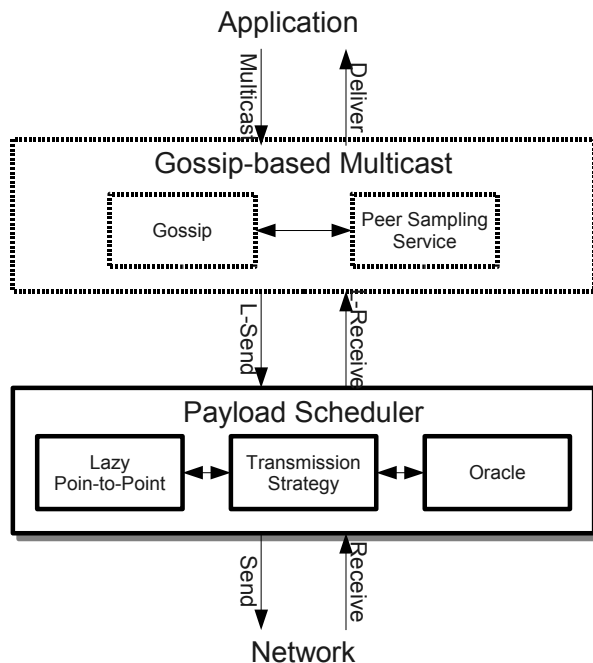 Application
Multicast
Deliver
Gossip-based Multicast
Gossip
Peer Sampling
Service
L-Send
L-Receive
Payload Scheduler
Lazy
Poin-to-Point
Transmission
Strategy
Oracle
Send
Receive
Network